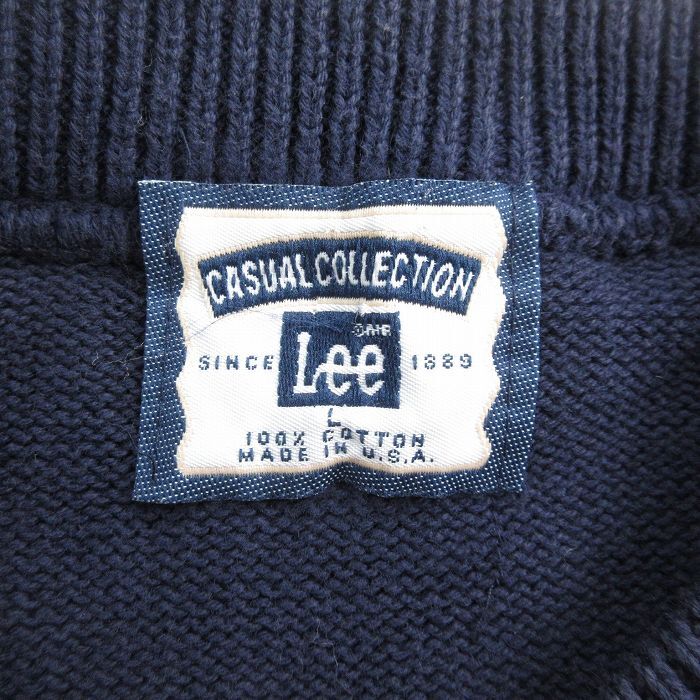 CASUAL COLLECTION
Lee
SINCE 1889
L
100% COTTON
MADE IN U.S.A.